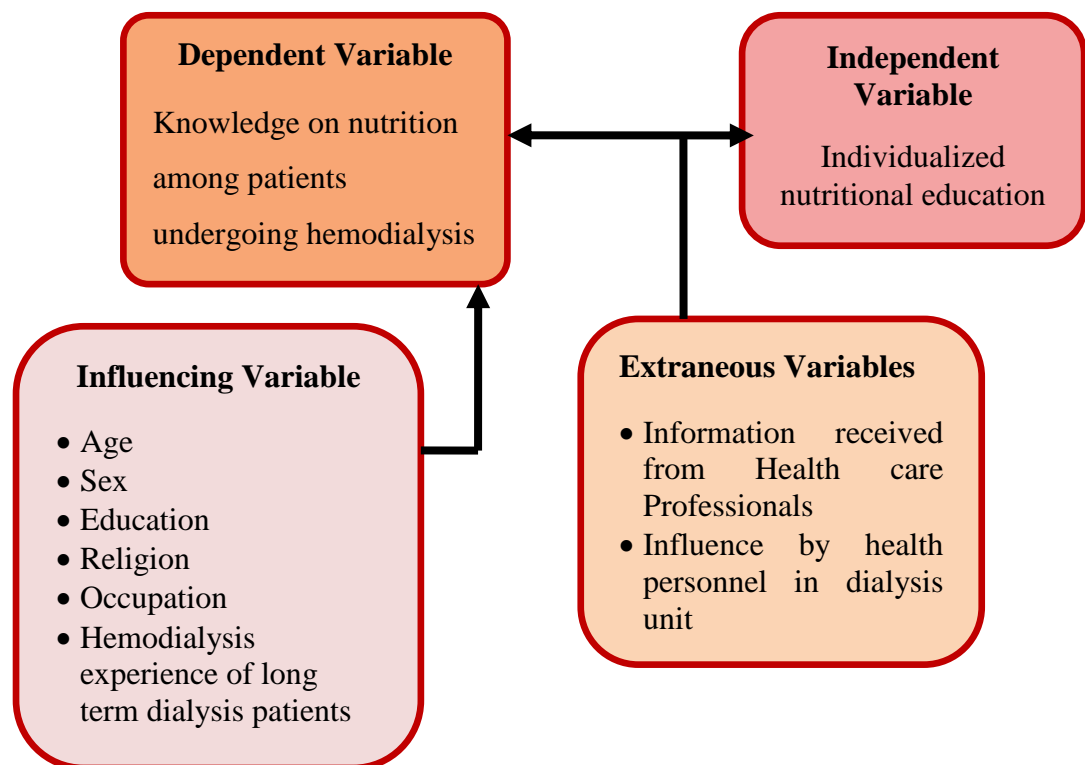 Dependent Variable
Knowledge on nutrition
among patients
undergoing hemodialysis
Independent
Variable
Individualized
nutritional education
Influencing Variable
• Age
• Sex
• Education
• Religion
• Occupation
• Hemodialysis
experience of long
term dialysis patients
Extraneous Variables
• Information received
from Health care
Professionals
• Influence by health
personnel in dialysis
unit